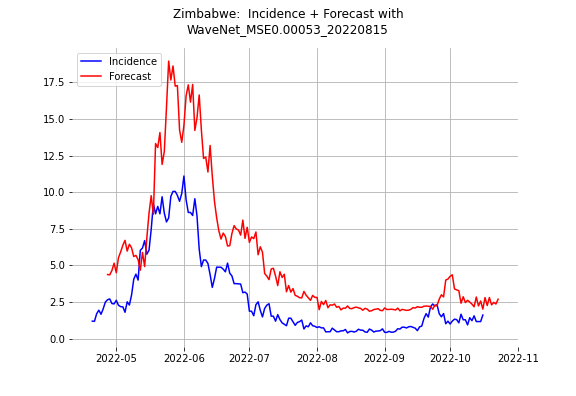 Zimbabwe:  Incidence + Forecast with
WaveNet_MSE0.00053_20220815
Incidence
Forecast
17.5
15.0
12.5
10.0
7.5
5.0
2.5
0.0
2022-05 2022-06 2022-07 2022-08 2022-09 2022-10 2022-11